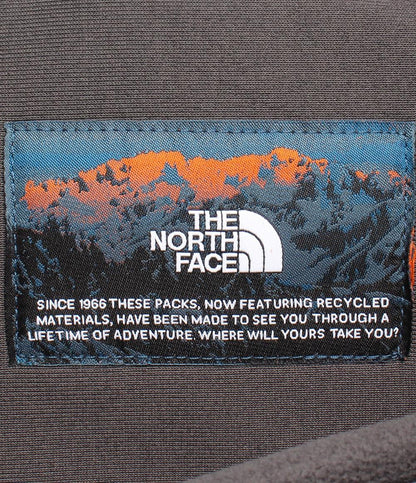 THE
NORTH
FACE
SINCE 1966 THESE PACKS, NOW FEATURING RECYCLED
MATERIALS, HAVE BEEN MADE TO SEE YOU THROUGH A
LIFETIME OF ADVENTURE. WHERE WILL YOURS TAKE YOU?